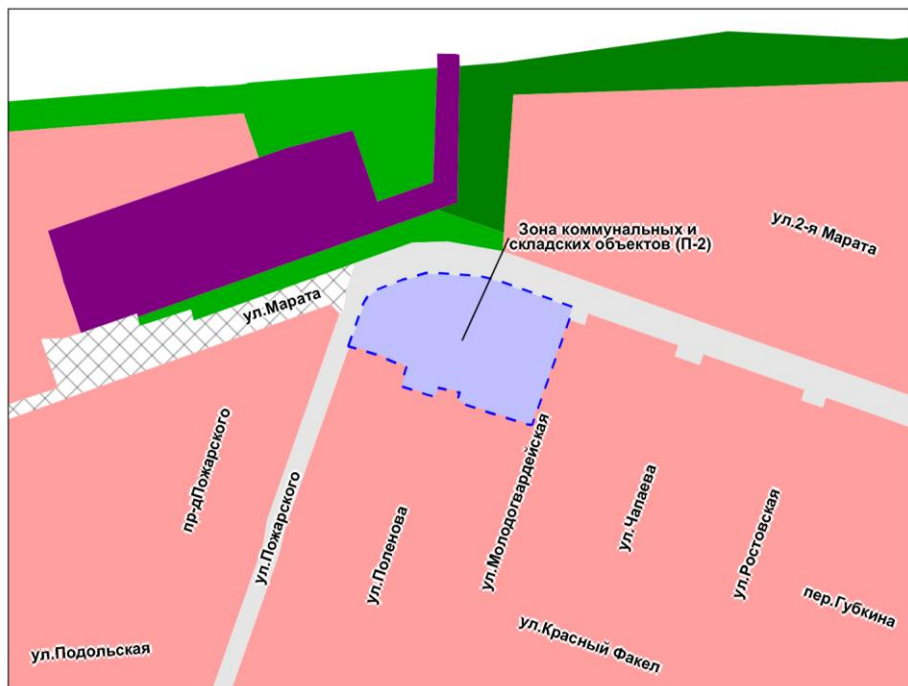 ул.2-я Марата
Зона коммунальных и
складских объектов (П-2)
ул.Марата
пр-дПожарского
ул.Пожарского
ул.Поленова
ул.Молодогвардейская
ул.Чапаева
ул.Ростовская
пер.Губкина
ул.Красный Факел
ул.Подольская